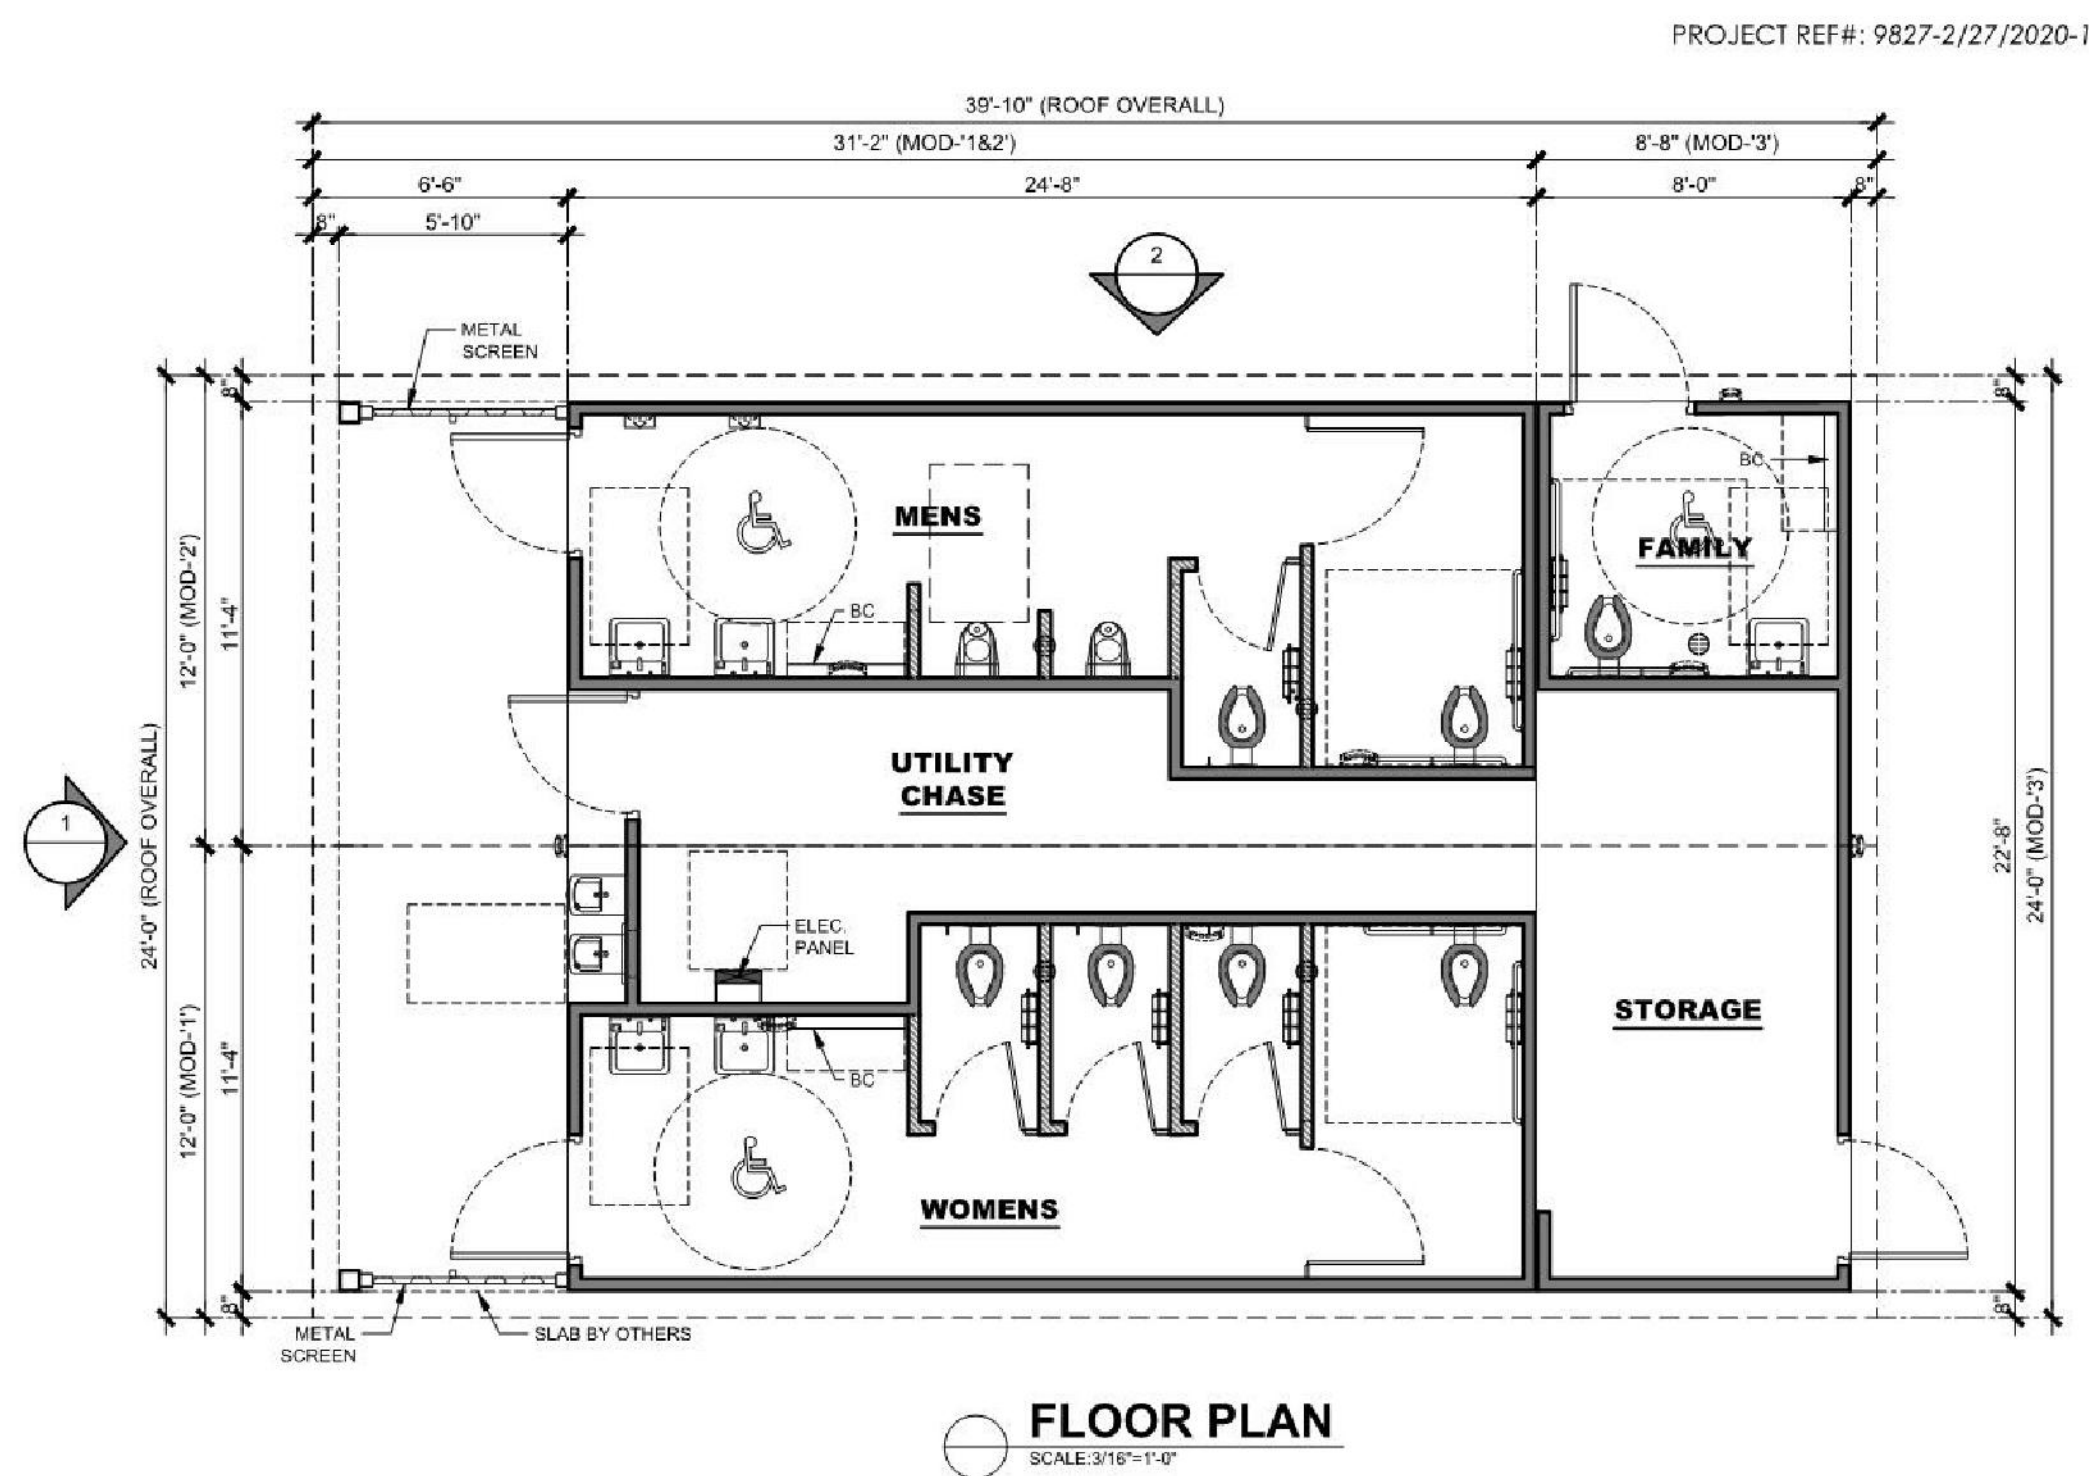 PROJECT REF#: 9827-2/27/2020-1
39'-10" (ROOF OVERALL)
31'-2" (MOD-'1&2')
8'-8" (MOD-'3')
6'-6"
24'-8"
8'-0"
8"
8"
5'-10"
2
METAL
SCREEN
8"
8"
BC
MENS
FAMILY
12'-0" (MOD-'2')
11'-4"
BC
24'-0" (ROOF OVERALL)
UTILITY
CHASE
1
22'-8"
24'-0" (MOD-'3')
ELEC.
PANEL
STORAGE
12'-0" (MOD-'1')
11'-4"
BC
WOMENS
8"
8"
METAL
SCREEN
SLAB BY OTHERS
FLOOR PLAN
SCALE:3/16"=1'-0"